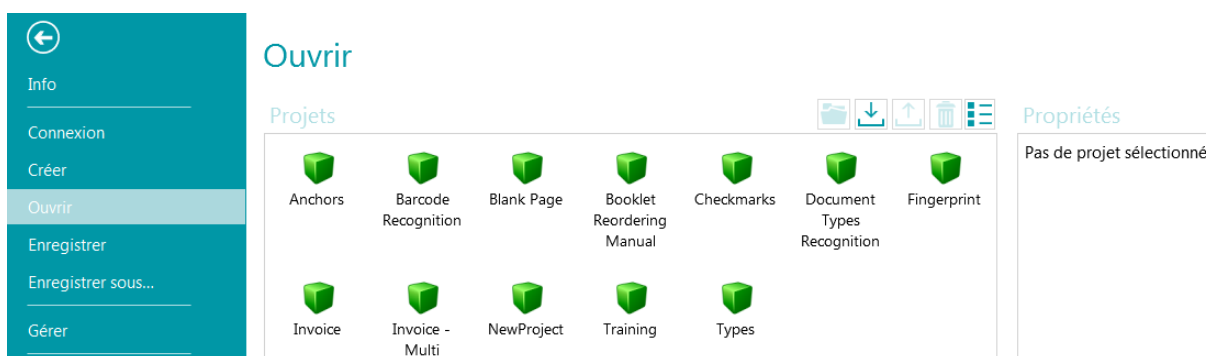 Info
Connexion
Créer
Ouvrir
Enregistrer
Enregistrer sous...
Gérer
Ouvrir
Projets
Anchors
Barcode
Recognition
Blank Page
Booklet
Reordering
Manual
Checkmarks
Document
Types
Recognition
Fingerprint
Invoice
Invoice -
Multi
NewProject
Training
Types
Propriétés
Pas de projet sélectionné